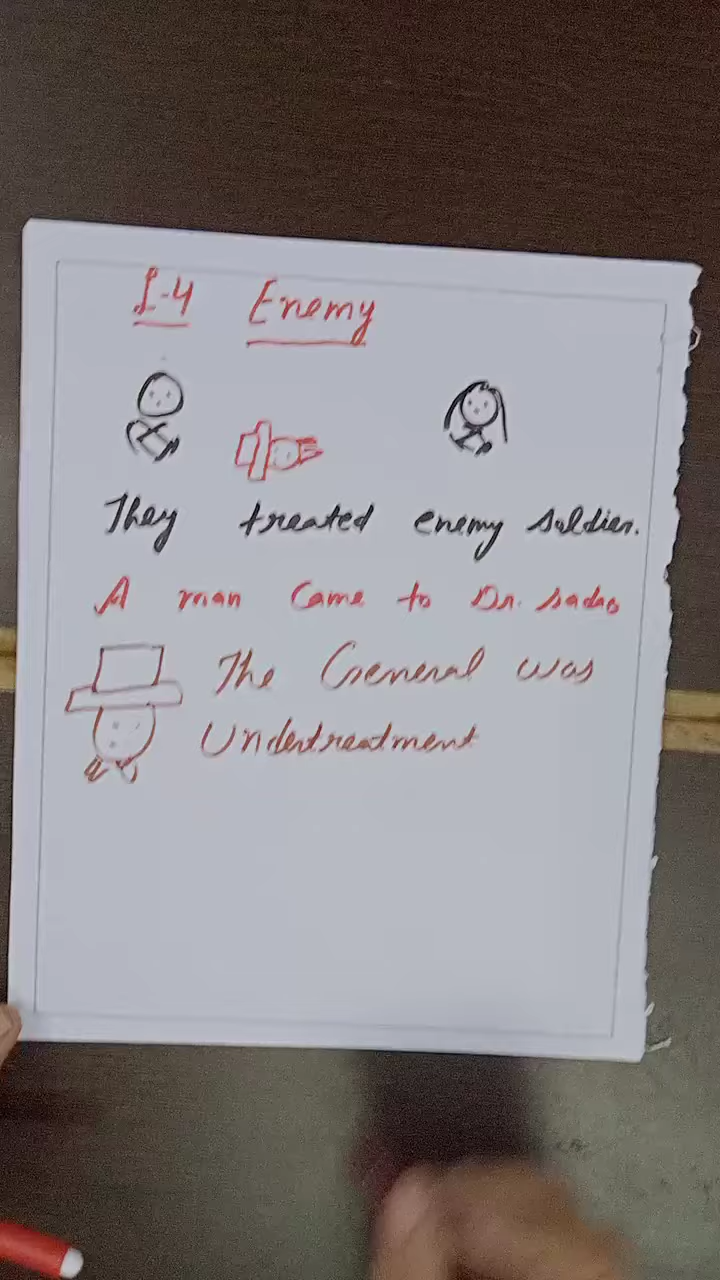 L-4 Enemy
They treated enemy soldier.
A man came to Dr. Sadao
The General was
Undertreatment